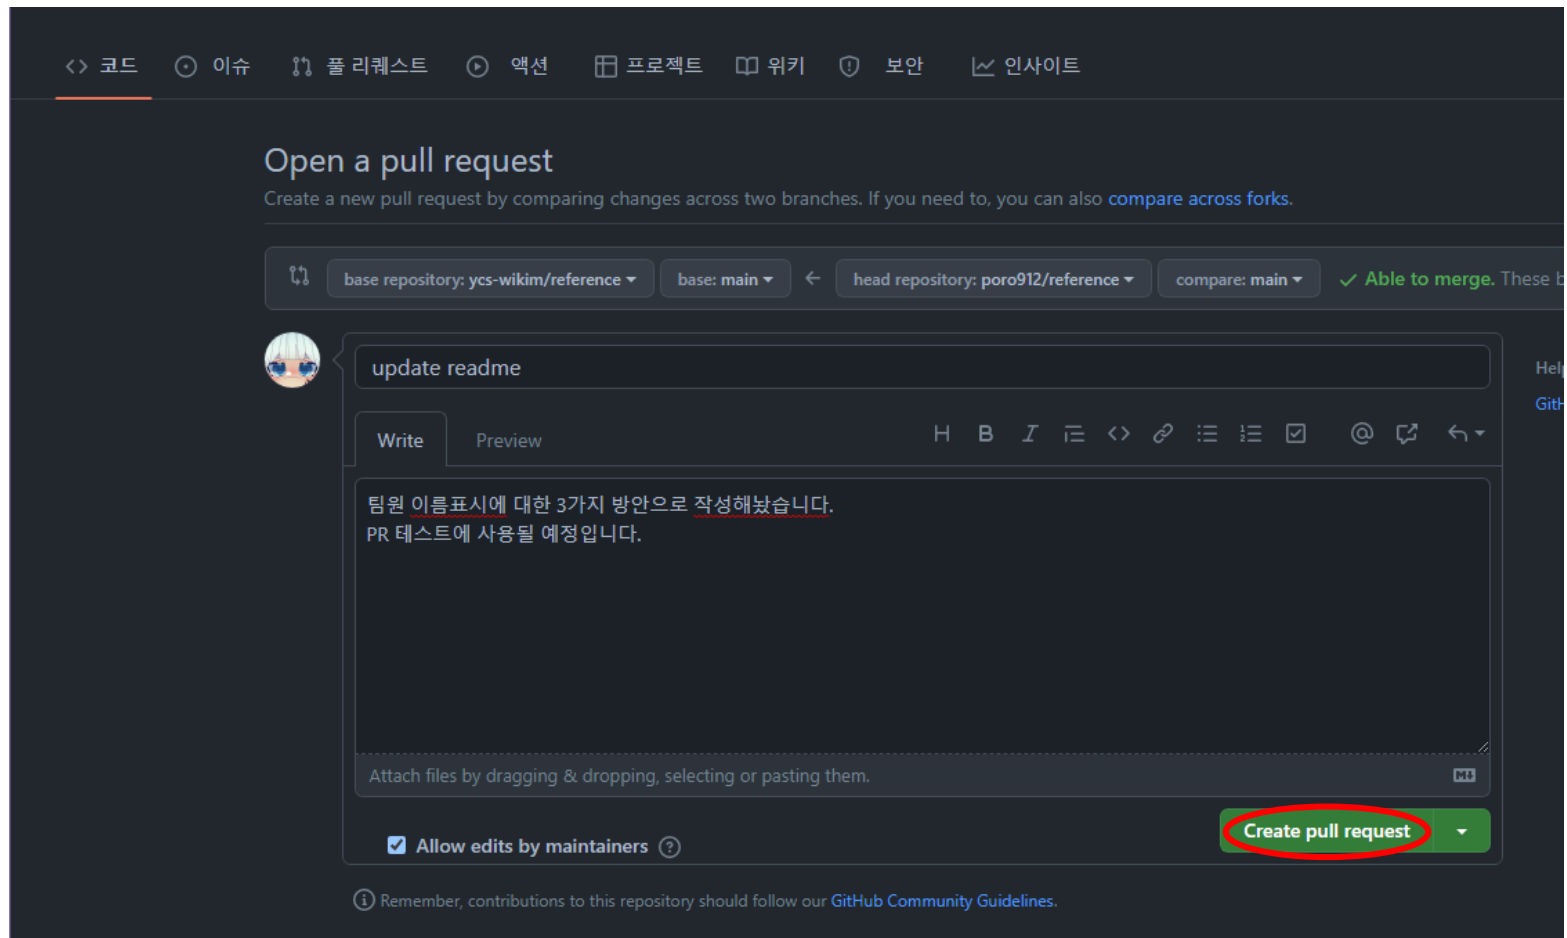 코드 이슈 풀 리퀘스트 액션 프로젝트 위키 보안 인사이트
Open a pull request
Create a new pull request by comparing changes across two branches. If you need to, you can also compare across forks.
base repository: ycs-wikim/reference base: main ← head repository: poro912/reference compare: main Able to merge. These
update readme
Write Preview
팀원 이름표시에 대한 3가지 방안으로 작성해놨습니다.
PR 테스트에 사용될 예정입니다.
Attach files by dragging & dropping, selecting or pasting them.
Create pull request
Allow edits by maintainers
Remember, contributions to this repository should follow our GitHub Community Guidelines.